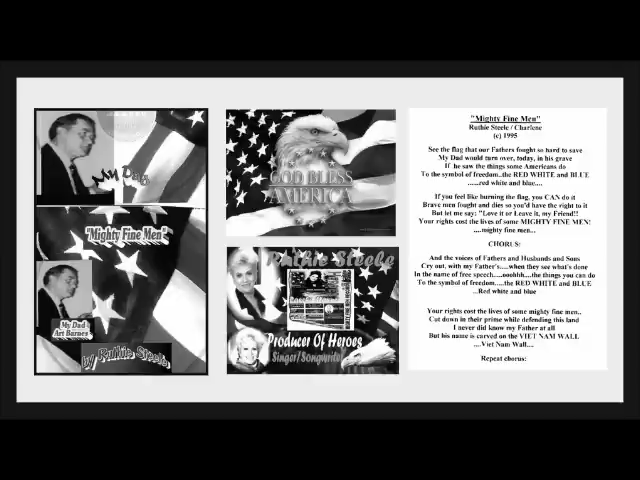 My Dad
"Mighty Fine Men"
My Dad
Art Barnes
by Ruthie Steele
GOD BLESS
AMERICA
Ruthie Steele
Producer Of Heroes
Singer/Songwriter
"Mighty Fine Men"
Ruthie Steele / Charlene
(c) 1995
See the flag that our Fathers fought so hard to save
My Dad would turn over, today, in his grave
If he saw the things some Americans do
To the symbol of freedom..the RED WHITE and BLUE
......red white and blue....
If you feel like burning the flag, you CAN do it
Brave men fought and dies so you'd have the right to it
But let me say: "Love it or Leave it, my Friend!!
Your rights cost the lives of some MIGHTY FINE MEN!
....mighty fine men...
CHORUS:
And the voices of Fathers and Husbands and Sons
Cry out, with my Father's....when they see what's done
In the name of free speech.....ooohhh....the things you can do
To the symbol of freedom.....the RED WHITE and BLUE
...Red white and blue
Your rights cost the lives of some mighty fine men..
Cut down in their prime while defending this land
I never did know my Father at all
But his name is carved on the VIET NAM WALL
....Viet Nam Wall....
Repeat chorus: